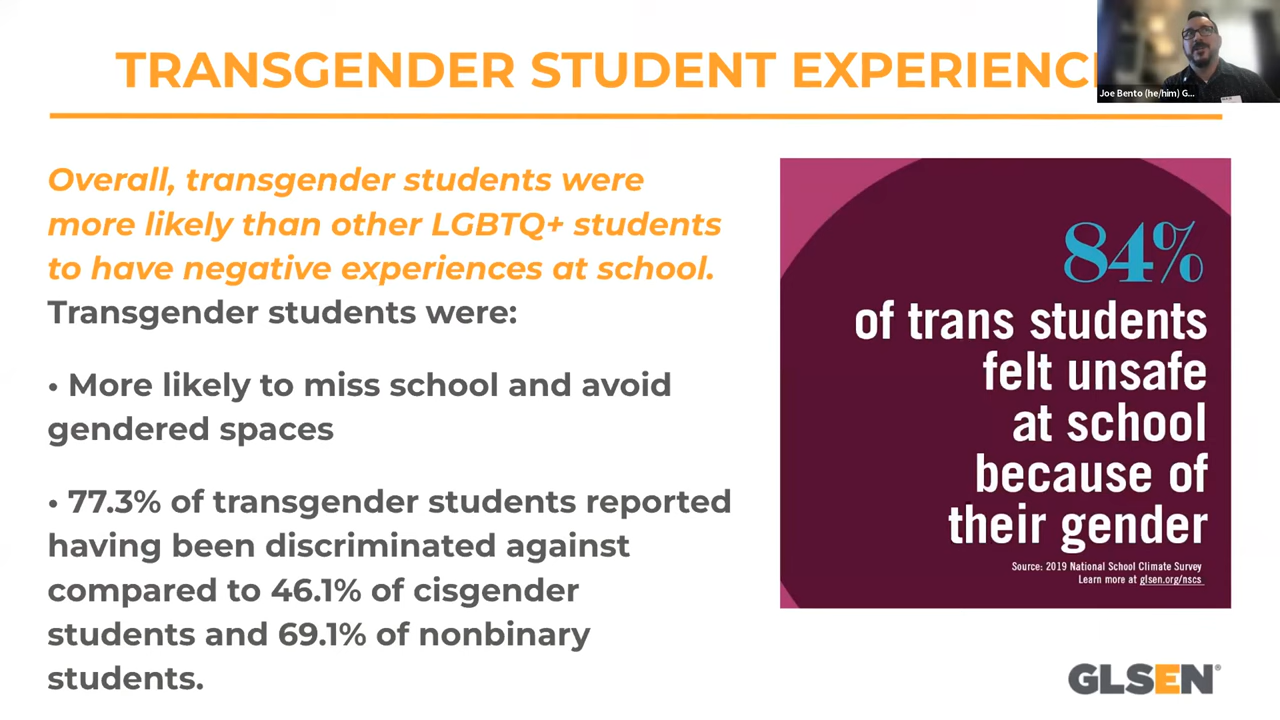 TRANSGENDER STUDENT EXPERIENC
Joe Bento (he/him) G...
Overall, transgender students were
more likely than other LGBTQ+ students
to have negative experiences at school.
Transgender students were:
• More likely to miss school and avoid
gendered spaces
• 77.3% of transgender students reported
having been discriminated against
compared to 46.1% of cisgender
students and 69.1% of nonbinary
students.
84%
of trans students
felt unsafe
at school
because of
their gender
Source: 2019 National School Climate Survey
Learn more at glsen.org/nscs
GLSEN®